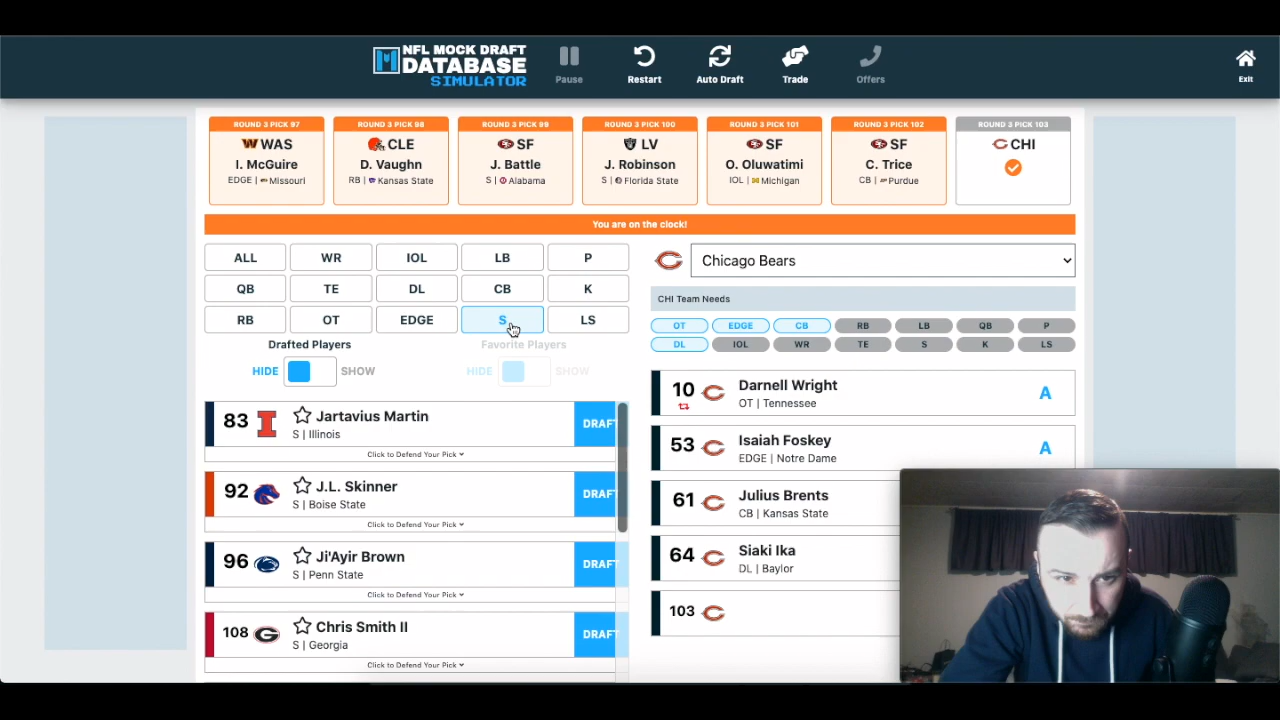 NFL MOCK DRAFT
DATABASE
SIMULATOR
Pause
Restart
Auto Draft
Trade
Offers
Exit
ROUND 3 PICK 97
WAS
I. McGuire
EDGE | Missouri
ROUND 3 PICK 98
CLE
D. Vaughn
RB | Kansas State
ROUND 3 PICK 99
SF
J. Battle
S | Alabama
ROUND 3 PICK 100
LV
J. Robinson
S | Florida State
ROUND 3 PICK 101
SF
O. Oluwatimi
IOL | Michigan
ROUND 3 PICK 102
SF
C. Trice
CB | Purdue
ROUND 3 PICK 103
CHI
You are on the clock!
ALL WR IOL LB P
QB TE DL CB K
RB OT EDGE S LS
Drafted Players
HIDE SHOW
Favorite Players
HIDE SHOW
83 Jartavius Martin
S | Illinois
DRAFT
Click to Defend Your Pick
92 J.L. Skinner
S | Boise State
DRAFT
Click to Defend Your Pick
96 Ji'Ayir Brown
S | Penn State
DRAFT
Click to Defend Your Pick
108 Chris Smith II
S | Georgia
DRAFT
Click to Defend Your Pick
Chicago Bears
CHI Team Needs
OT EDGE CB RB LB QB P
DL IOL WR TE S K LS
10 Darnell Wright A
OT | Tennessee
53 Isaiah Foskey A
EDGE | Notre Dame
61 Julius Brents
CB | Kansas State
64 Siaki Ika
DL | Baylor
103